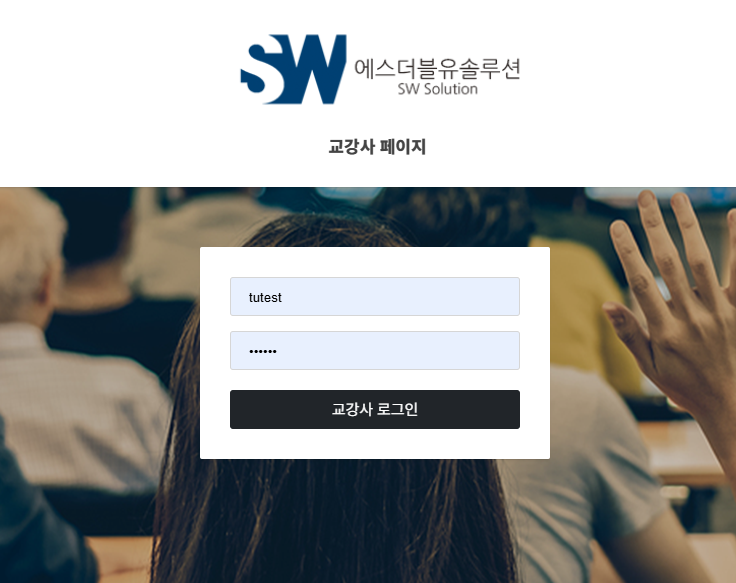 SW 에스더블유솔루션
SW Solution
교강사 페이지
tutest
••••••
교강사 로그인